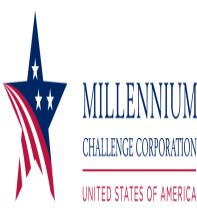 MILLENNIUM
CHALLENGE CORPORATION
UNITED STATES OF AMERICA